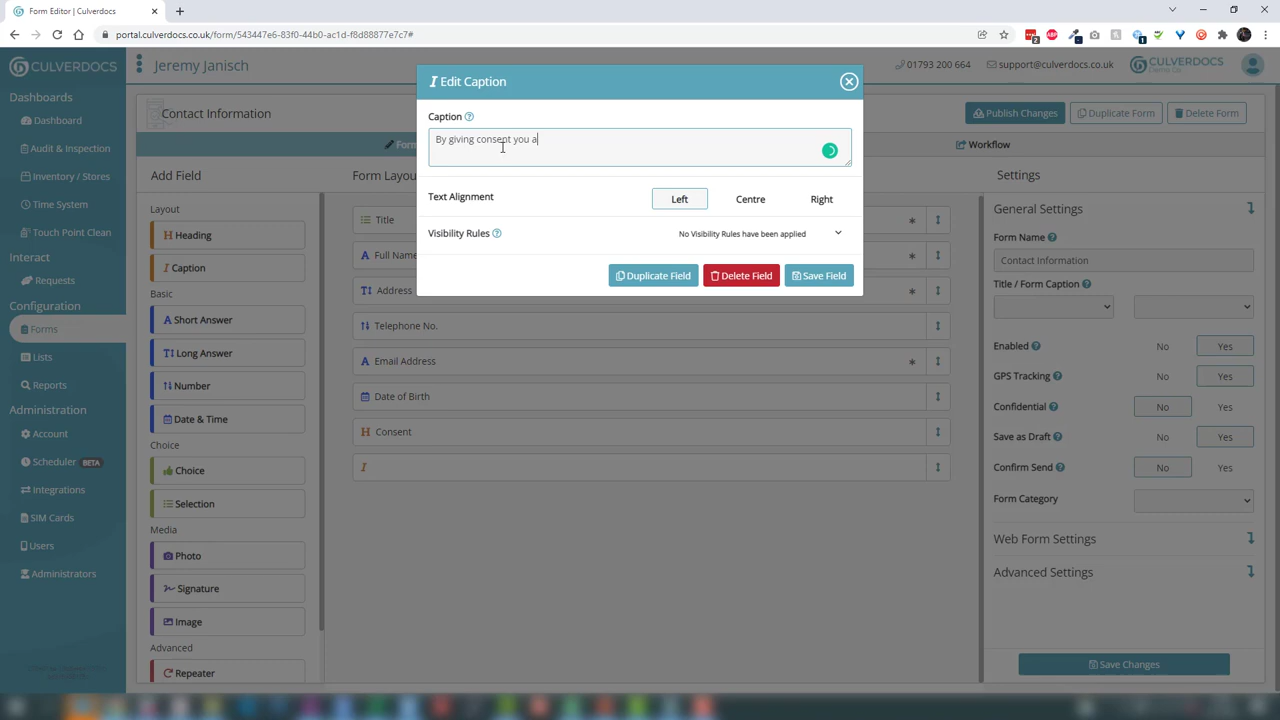 Form Editor | Culverdocs
portal.culverdocs.co.uk/form/543447e6-83f0-44b0-ac1d-f8d88877e7c7#
CULVERDOCS
Jeremy Janisch
01793 200 664
support@culverdocs.co.uk
CULVERDOCS
Demo Co
Dashboards
Dashboard
Audit & Inspection
Inventory / Stores
Time System
Touch Point Clean
Interact
Requests
Configuration
Forms
Lists
Reports
Administration
Account
Scheduler BETA
Integrations
SIM Cards
Users
Administrators
Contact Information
Publish Changes
Duplicate Form
Delete Form
Form
Workflow
Add Field
Layout
Heading
Caption
Basic
Short Answer
Long Answer
Number
Date & Time
Choice
Choice
Selection
Media
Photo
Signature
Image
Advanced
Repeater
Form Layou
Title
Full Name
Address
Telephone No.
Email Address
Date of Birth
Consent
Edit Caption
Caption
By giving consent you a
Text Alignment
Left
Centre
Right
Visibility Rules
No Visibility Rules have been applied
Duplicate Field
Delete Field
Save Field
Settings
General Settings
Form Name
Contact Information
Title / Form Caption
Enabled
No
Yes
GPS Tracking
No
Yes
Confidential
No
Yes
Save as Draft
No
Yes
Confirm Send
No
Yes
Form Category
Web Form Settings
Advanced Settings
Save Changes